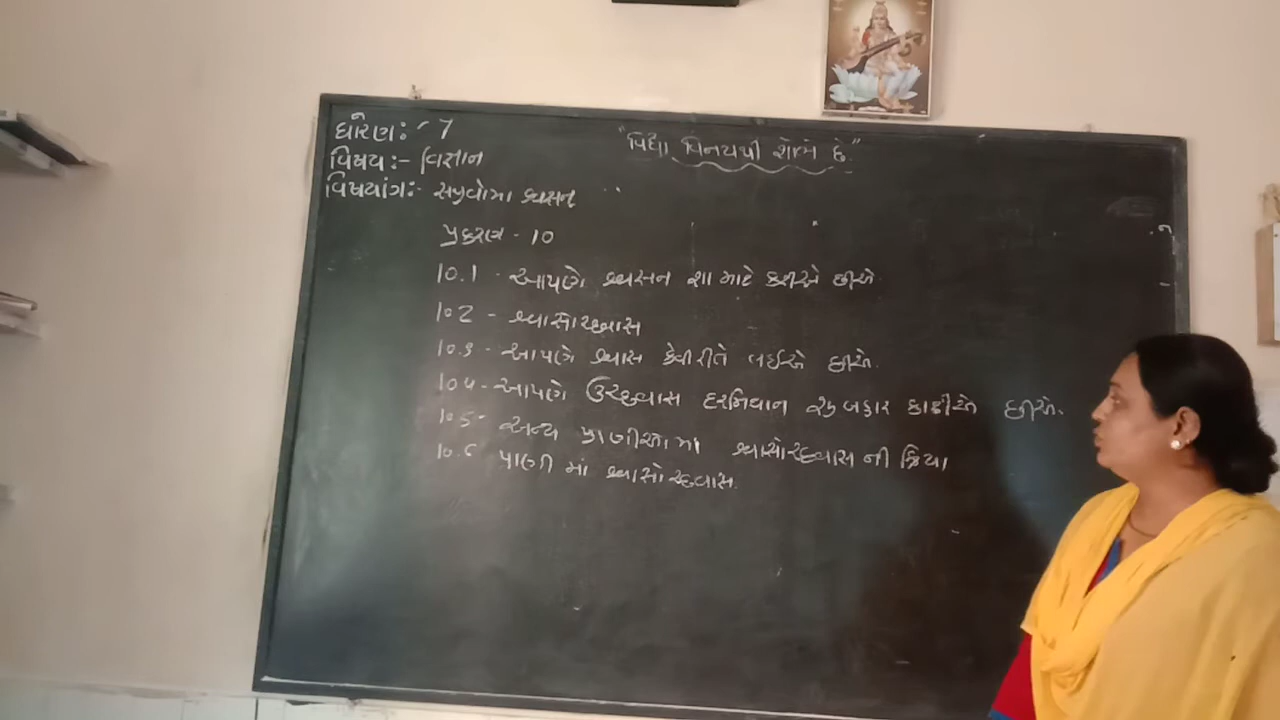 ધોરણ:- 7
"વિદ્યા વિનયથી શોભે છે."
વિષય:- વિજ્ઞાન
વિષયાંગ:- સજીવોમા શ્વસન
પ્રકરણ - 10
10.1 - આપણે શ્વસન શા માટે કરીએ છીએ.
10.2 - શ્વાસોચ્છવાસ
10.3 - આપણે શ્વાસ કેવી રીતે લઈએ છીએ.
10.4 - આપણે ઉચ્છવાસ દરમિયાન બહાર કાઢીએ છીએ.
10.5 - અન્ય પ્રાણીઓમા શ્વાસોચ્છવાસ ની ક્રિયા
10.6 પાણી માં શ્વાસોચ્છવાસ.